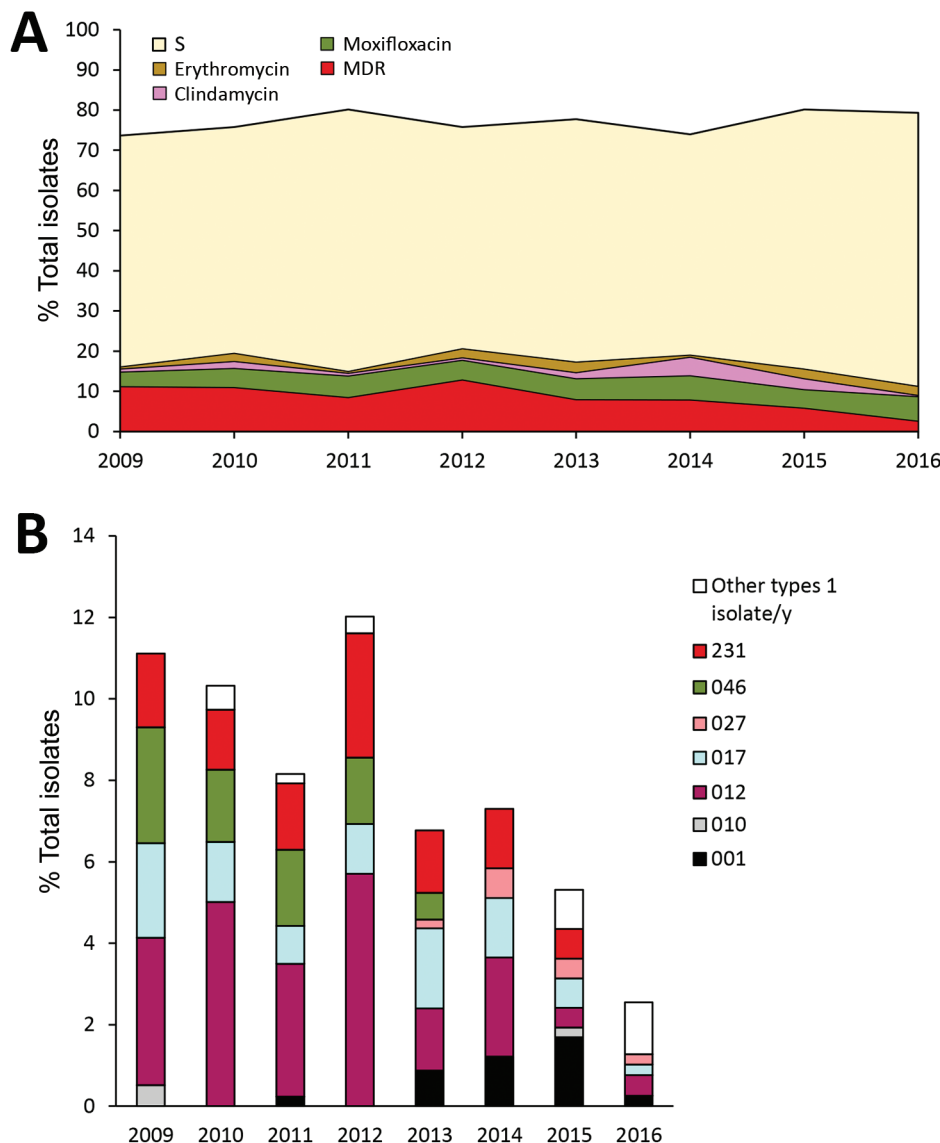 A
% Total isolates
100
90
80
70
60
50
40
30
20
10
0
S
Erythromycin
Clindamycin
Moxifloxacin
MDR
2009 2010 2011 2012 2013 2014 2015 2016
B
% Total isolates
14
12
10
8
6
4
2
0
Other types 1
isolate/y
231
046
027
017
012
010
001
2009 2010 2011 2012 2013 2014 2015 2016